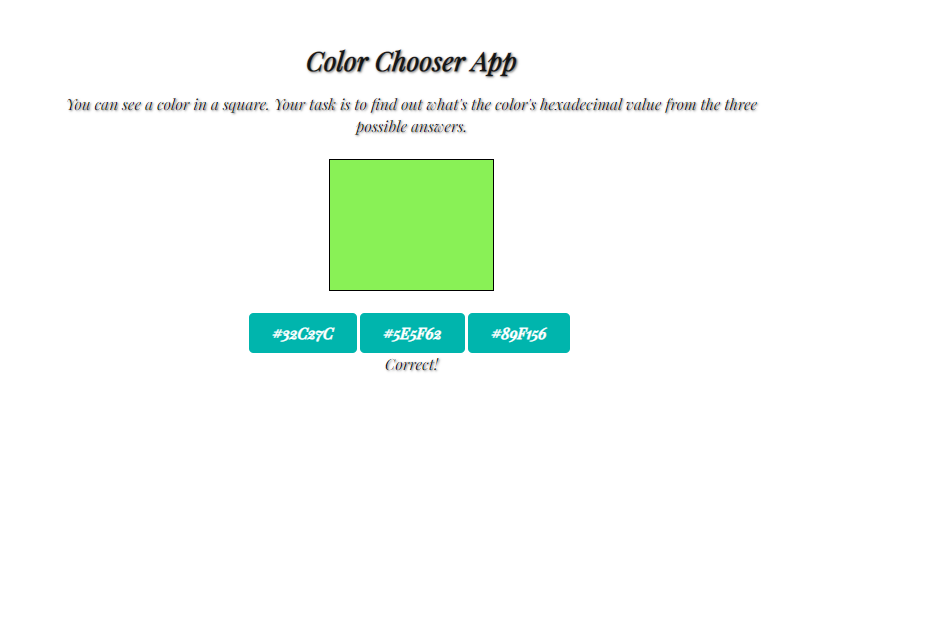 Color Chooser App
You can see a color in a square. Your task is to find out what's the color's hexadecimal value from the three
possible answers.
#32C27C #5E5F62 #89F156
Correct!